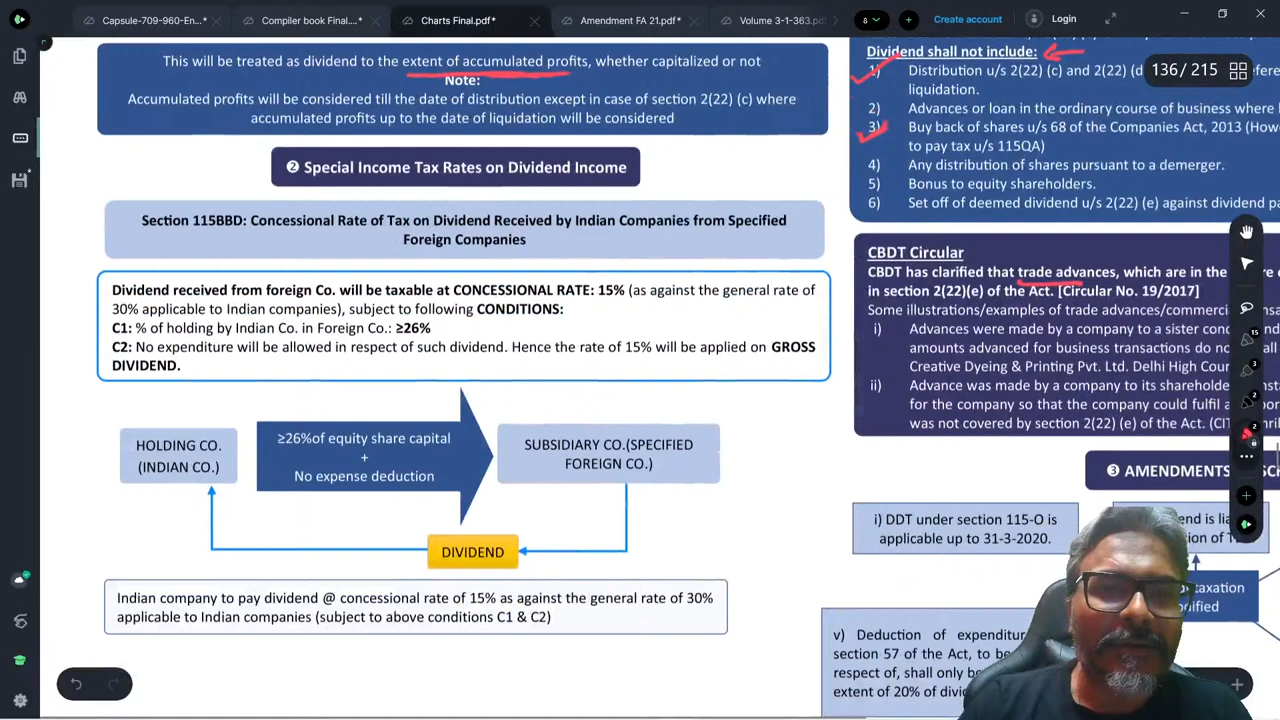 Capsule-709-960-En...*
Compiler book Final....*
Charts Final.pdf*
Amendment FA 21.pdf*
Volume 3-1-363.pdf
8
Create account
Login
136/ 215
This will be treated as dividend to the extent of accumulated profits, whether capitalized or not
Note:
Accumulated profits will be considered till the date of distribution except in case of section 2(22) (c) where
accumulated profits up to the date of liquidation will be considered
❷ Special Income Tax Rates on Dividend Income
Section 115BBD: Concessional Rate of Tax on Dividend Received by Indian Companies from Specified
Foreign Companies
Dividend received from foreign Co. will be taxable at CONCESSIONAL RATE: 15% (as against the general rate of
30% applicable to Indian companies), subject to following CONDITIONS:
C1: % of holding by Indian Co. in Foreign Co.: ≥26%
C2: No expenditure will be allowed in respect of such dividend. Hence the rate of 15% will be applied on GROSS
DIVIDEND.
HOLDING CO.
(INDIAN CO.)
≥26%of equity share capital
+
No expense deduction
SUBSIDIARY CO.(SPECIFIED
FOREIGN CO.)
DIVIDEND
Indian company to pay dividend @ concessional rate of 15% as against the general rate of 30%
applicable to Indian companies (subject to above conditions C1 & C2)
Dividend shall not include:
1) Distribution u/s 2(22) (c) and 2(22)
liquidation.
2) Advances or loan in the ordinary course of business where
3) Buy back of shares u/s 68 of the Companies Act, 2013
to pay tax u/s 115QA)
4) Any distribution of shares pursuant to a demerger.
5) Bonus to equity shareholders.
6) Set off of deemed dividend u/s 2(22) (e) against dividend
CBDT Circular
CBDT has clarified that trade advances, which are in the
in section 2(22)(e) of the Act. [Circular No. 19/2017]
Some illustrations/examples of trade advances/commercial
i) Advances were made by a company to a sister
amounts advanced for business transactions do
Creative Dyeing & Printing Pvt. Ltd. Delhi High
ii) Advance was made by a company to its
for the company so that the company could fulfil
was not covered by section 2(22) (e) of the Act.
❸ AMENDMENTS
i) DDT under section 115-O is
applicable up to 31-3-2020.
taxation
v) Deduction of
section 57 of the Act, to
respect of, shall only
extent of 20% of
15
3
2
2